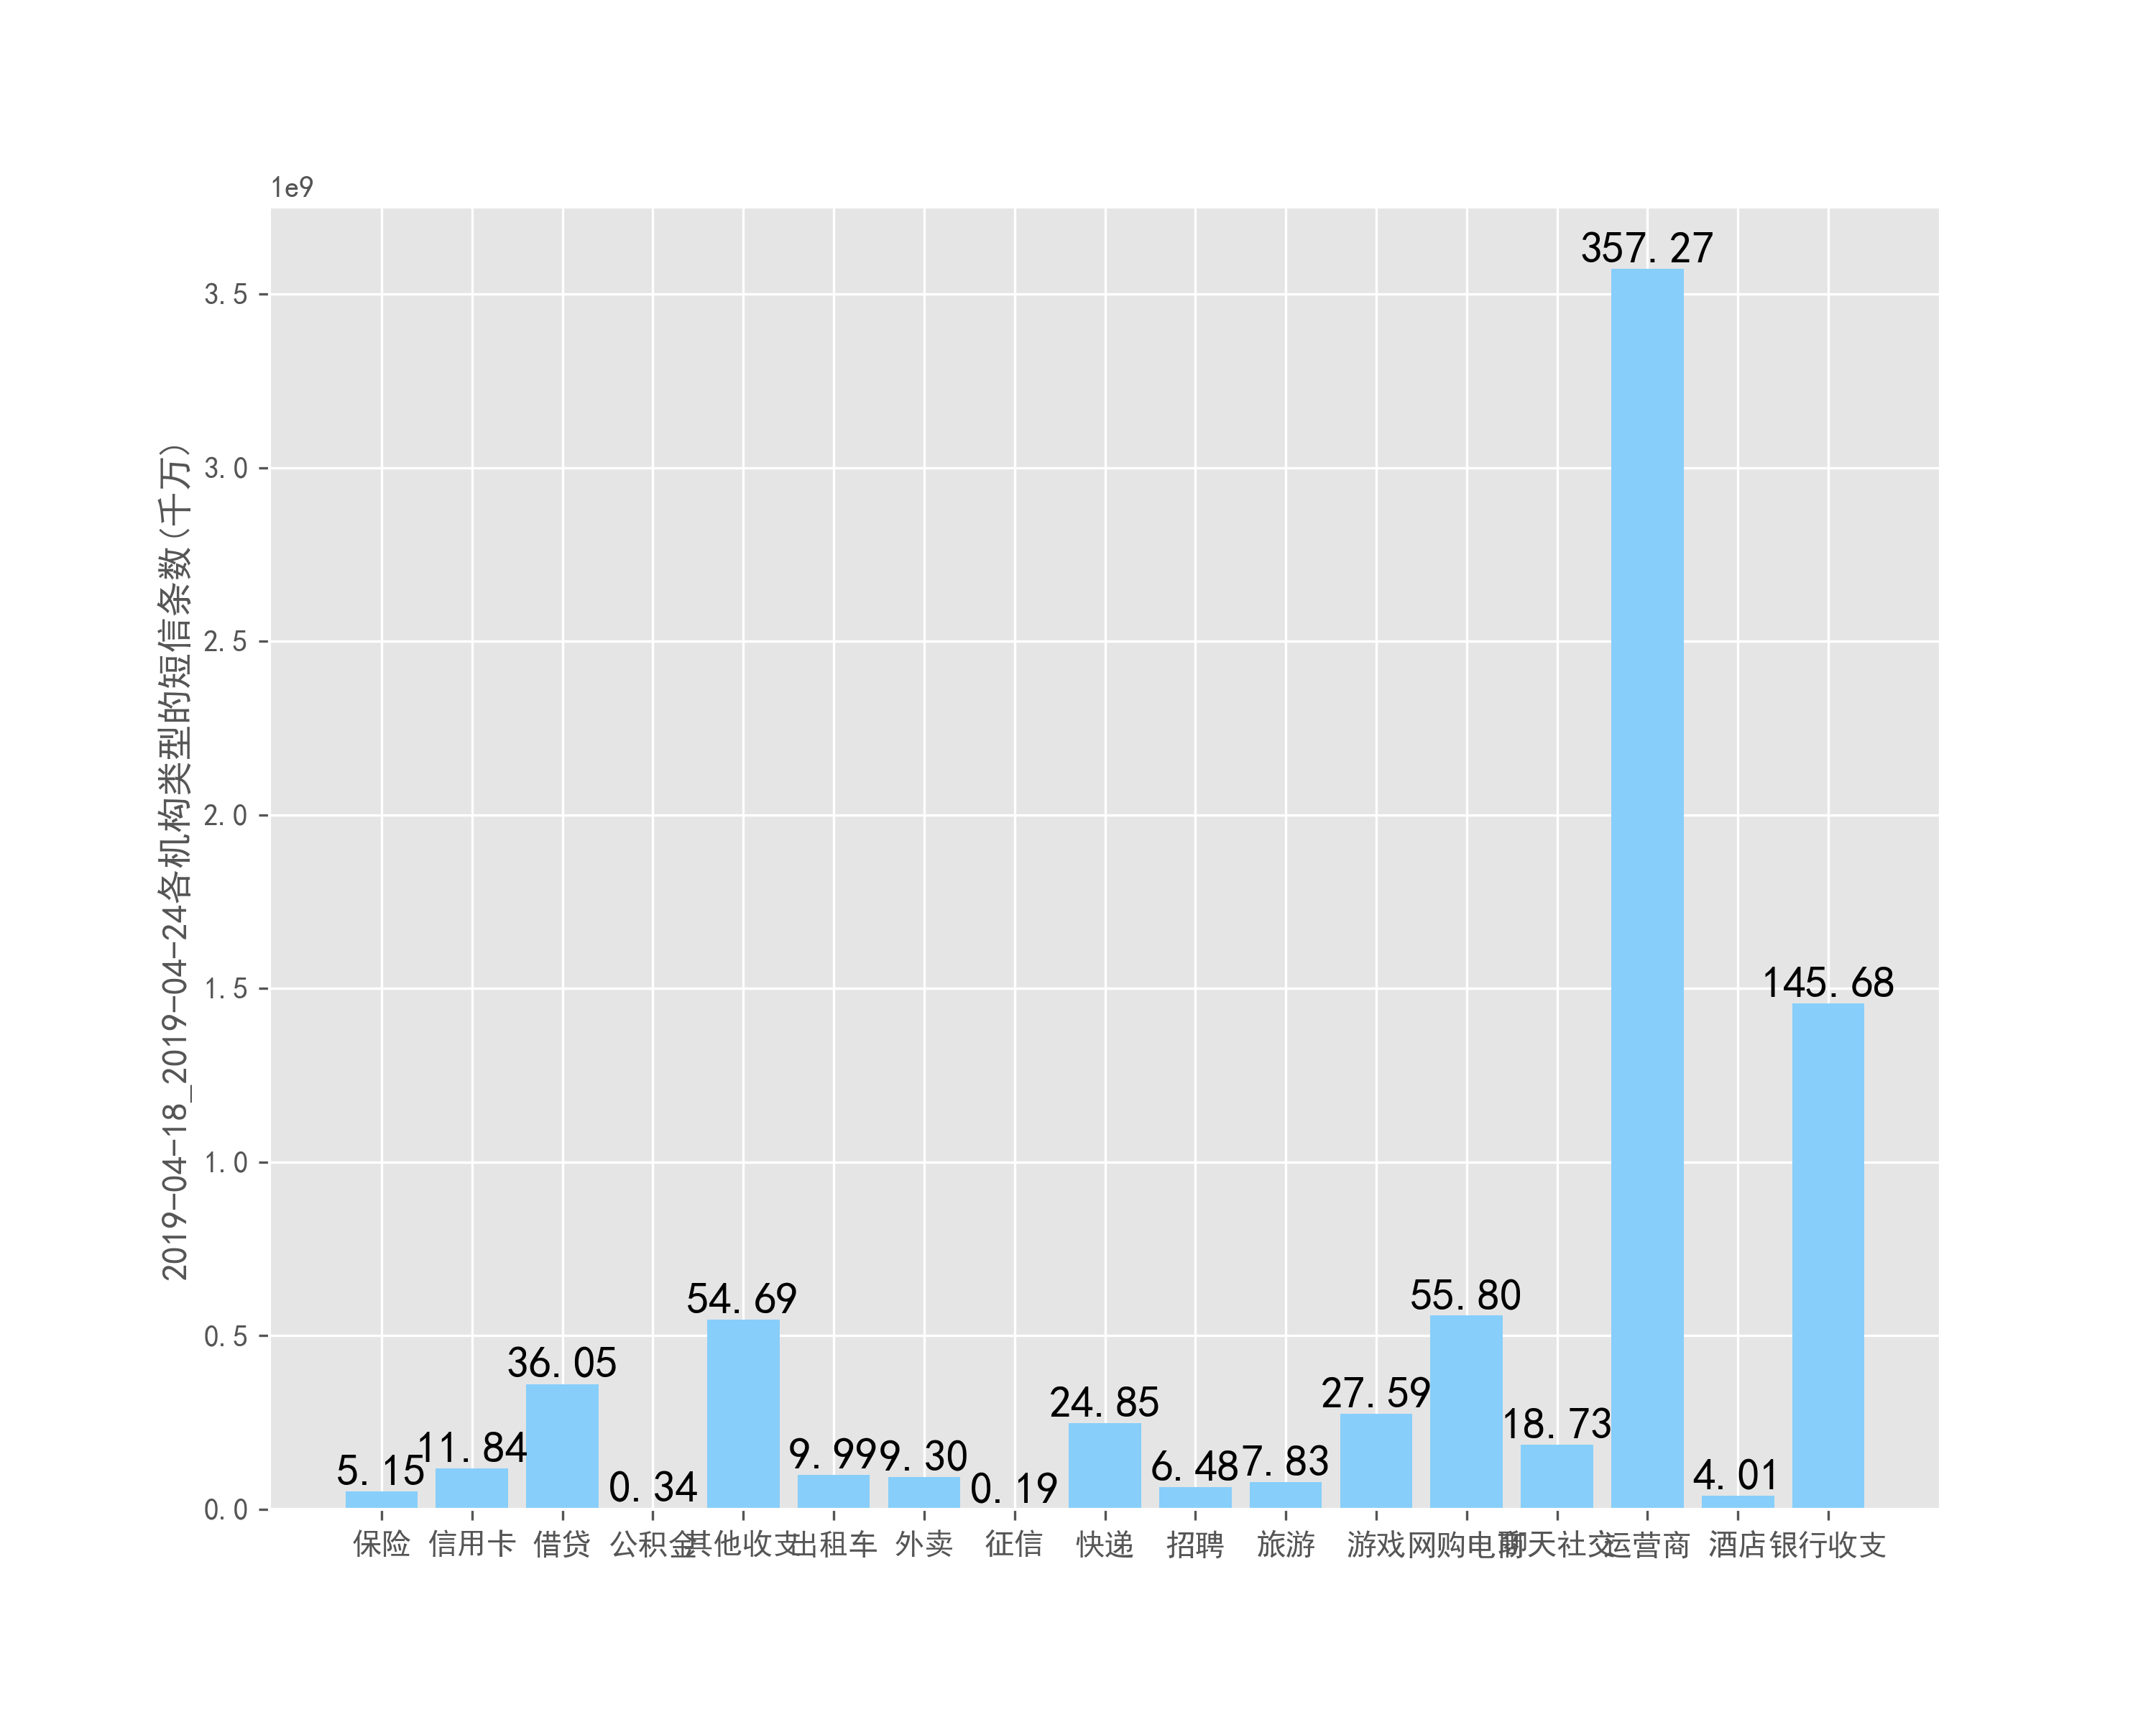 1e9
3.5
3.0
2.5
2.0
1.5
1.0
0.5
0.0
2019-04-18_2019-04-24各机构类型的短信条数(千万)
5.15
11.84
36.05
0.34
54.69
9.99
9.30
0.19
24.85
6.48
7.83
27.59
55.80
18.73
357.27
4.01
145.68
保险
信用卡
借贷
公积金
其他收支
出租车
外卖
征信
快递
招聘
旅游
游戏
网购电商
聊天社交
运营商
酒店
银行收支